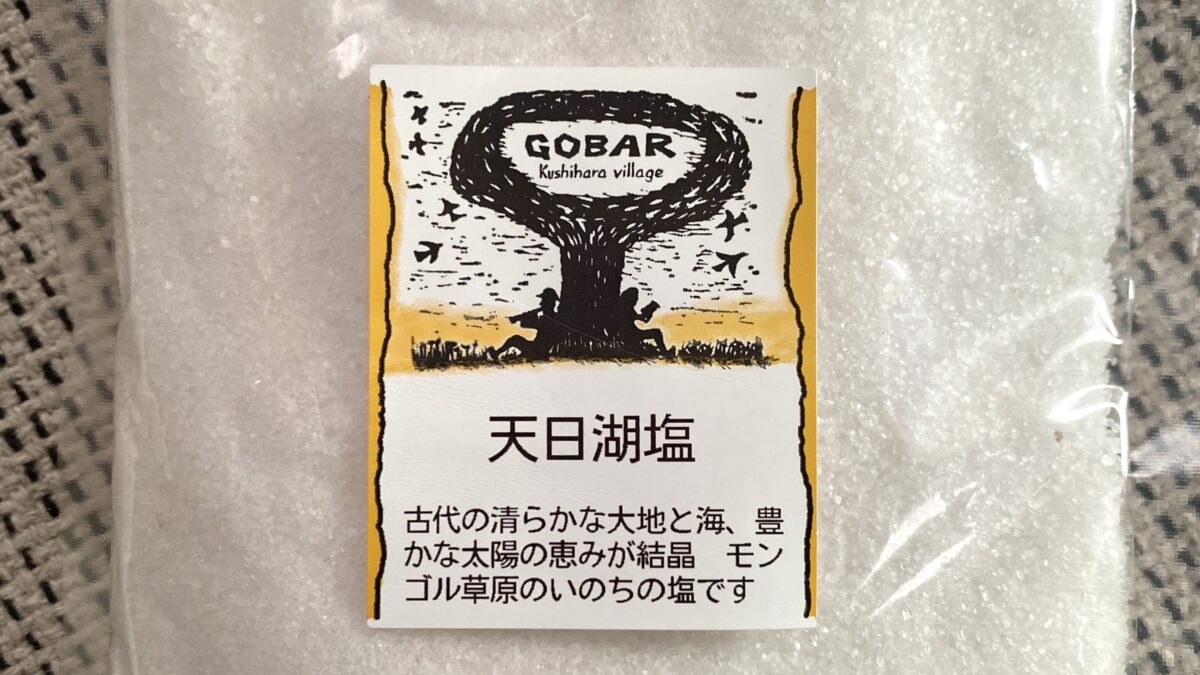 GOBAR
Kushihara village
天日湖塩
古代の清らかな大地と海、豊
かな太陽の恵みが結晶　モン
ゴル草原のいのちの塩です